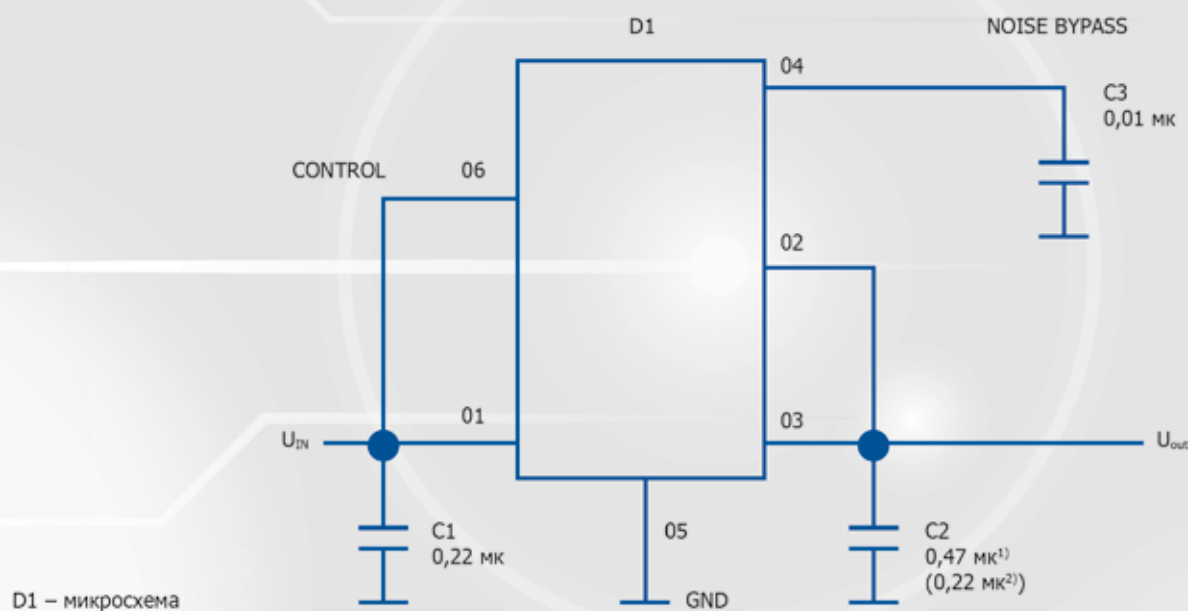 D1
NOISE BYPASS
04
C3
0,01 мк
CONTROL
06
02
01
03
U_IN
U_out
C1
0,22 мк
05
C2
0,47 мк¹⁾
(0,22 мк²⁾)
GND
D1 – микросхема